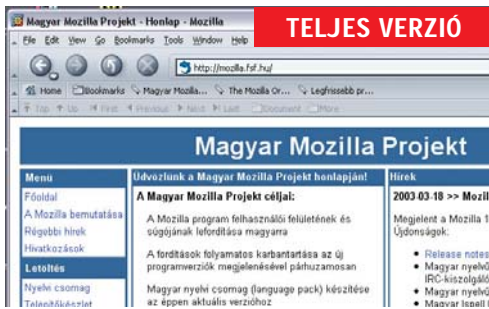 Magyar Mozilla Projekt - Honlap - Mozilla
TELJES VERZIÓ
File Edit View Go Bookmarks Tools Window Help
http://mozilla.fsf.hu/
Home Bookmarks Magyar Mozilla... The Mozilla Or... Legfrissebb pr...
Top Up First Previous Next Last Document More
Magyar Mozilla Projekt
Menü
Főoldal
A Mozilla bemutatása
Régebbi hírek
Hivatkozások
Letöltés
Nyelvi csomag
Telepítőkészlet
Üdvözlünk a Magyar Mozilla Projekt honlapján!
A Magyar Mozilla Projekt céljai:
A Mozilla program felhasználói felületének és
súgójának lefordítása magyarra
A fordítások folyamatos karbantartása az új
programverziók megjelenésével párhuzamosan
Magyar nyelvi csomag (language pack) készítése
az éppen aktuális verzióhoz
Hírek
2003-03-18 >> Mozil
Megjelent a Mozilla 1
Újdonságok:
Release notes
Magyar nyelvű
IRC-kiszolgáló
Magyar nyelvű
Magyar Ispell